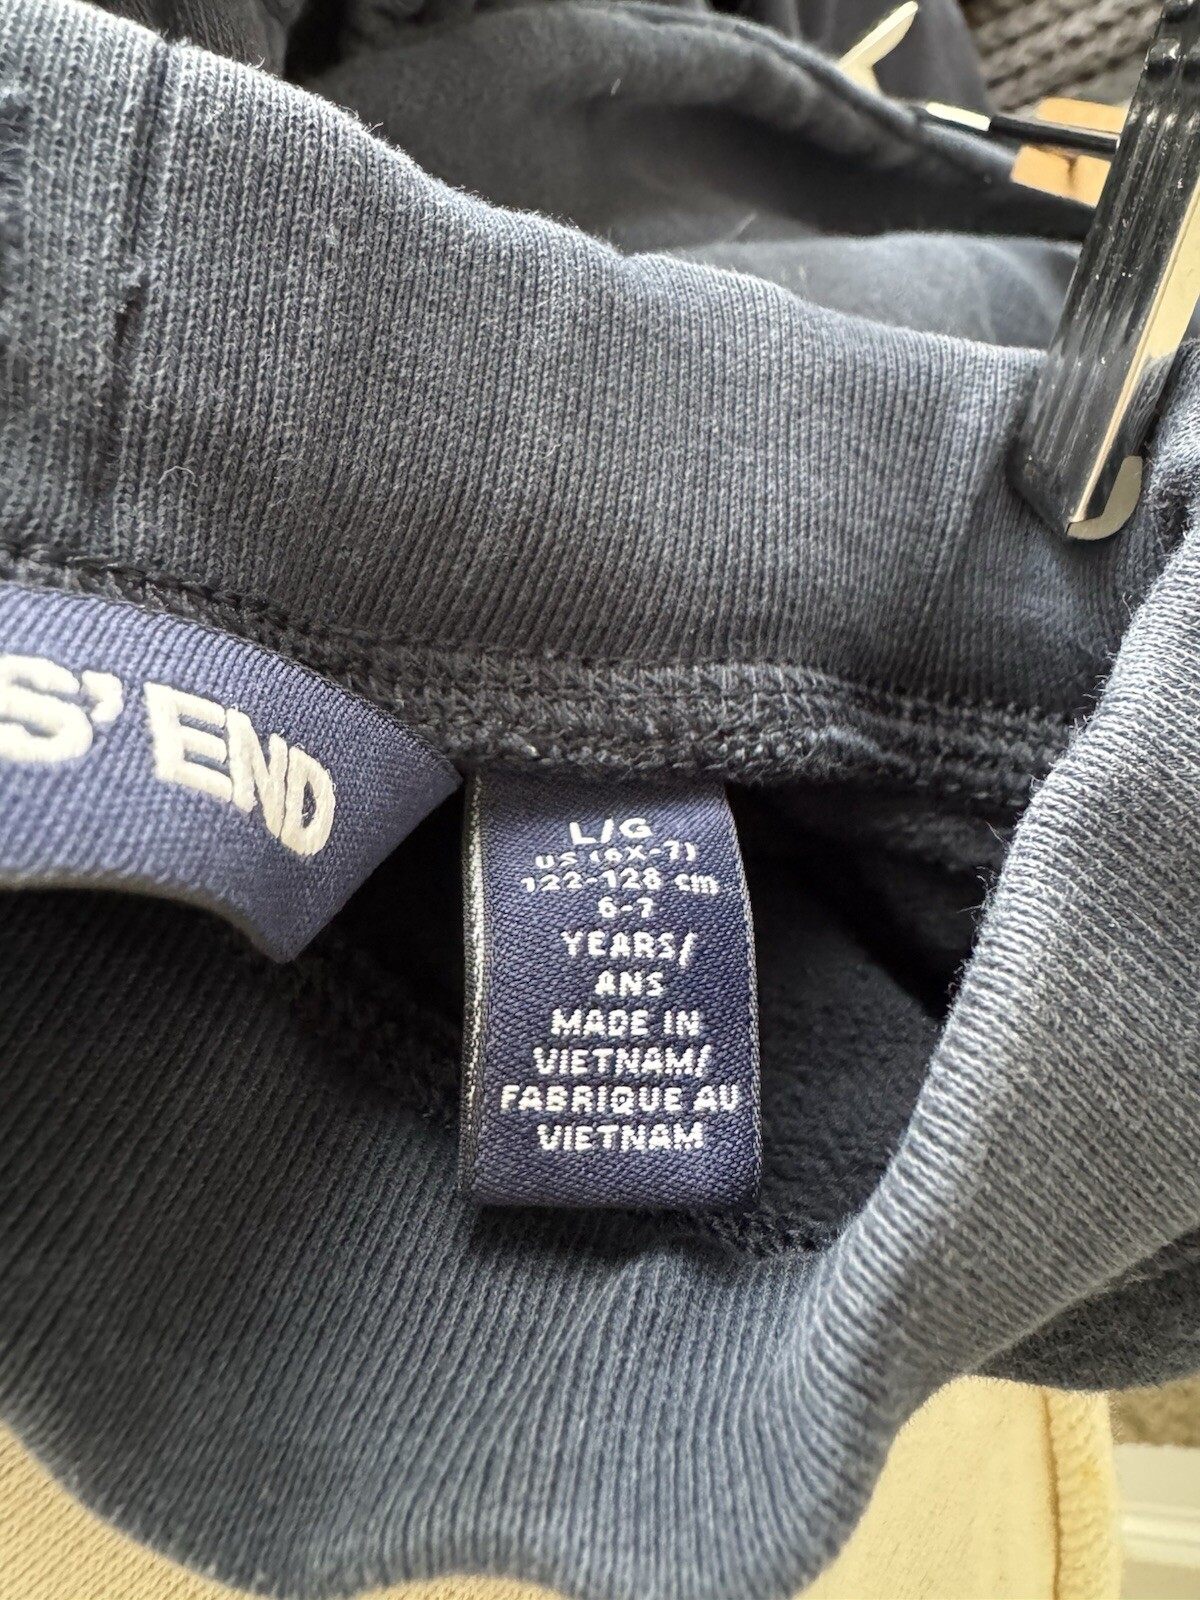 S' END
L/G
US (6X-7)
122-128 cm
6-7
YEARS/
ANS
MADE IN
VIETNAM/
FABRIQUE AU
VIETNAM